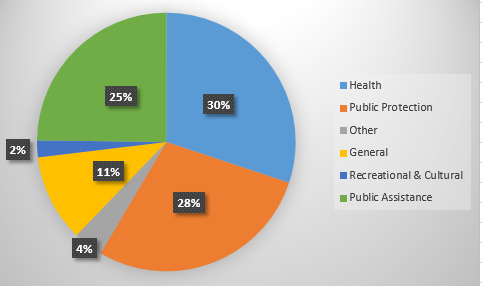 30%
28%
4%
11%
2%
25%
Health
Public Protection
Other
General
Recreational & Cultural
Public Assistance